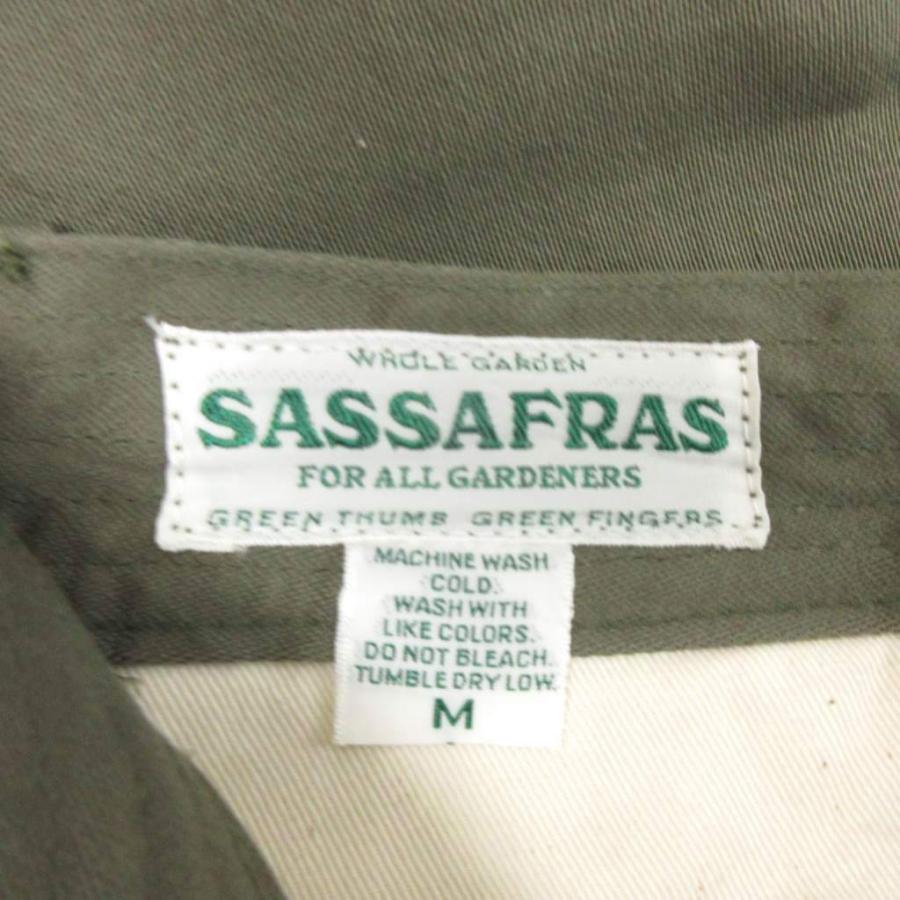 WHOLE GARDEN
SASSAFRAS
FOR ALL GARDENERS
GREEN THUMB GREEN FINGERS
MACHINE WASH
COLD.
WASH WITH
LIKE COLORS.
DO NOT BLEACH.
TUMBLE DRY LOW.
M